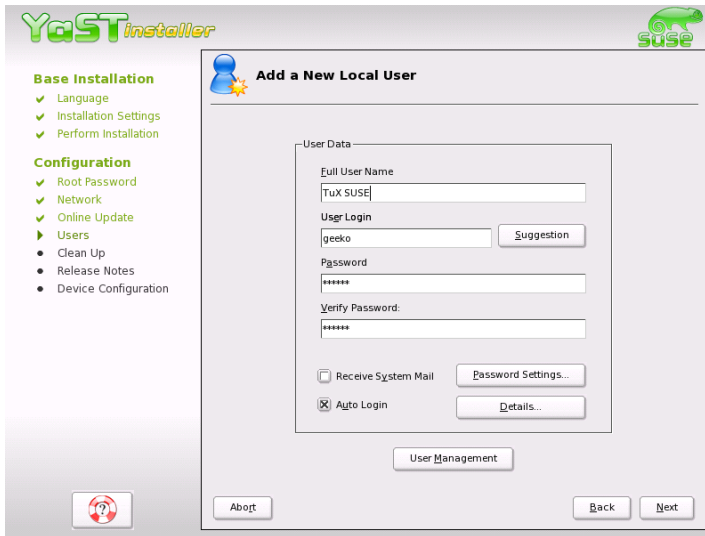 YaST installer
SUSE
Base Installation
Language
Installation Settings
Perform Installation
Configuration
Root Password
Network
Online Update
Users
Clean Up
Release Notes
Device Configuration
Add a New Local User
User Data
Full User Name
TuX SUSE
User Login
geeko
Suggestion
Password
******
Verify Password:
******
Receive System Mail
Password Settings...
Auto Login
Details...
User Management
?
Abort
Back
Next